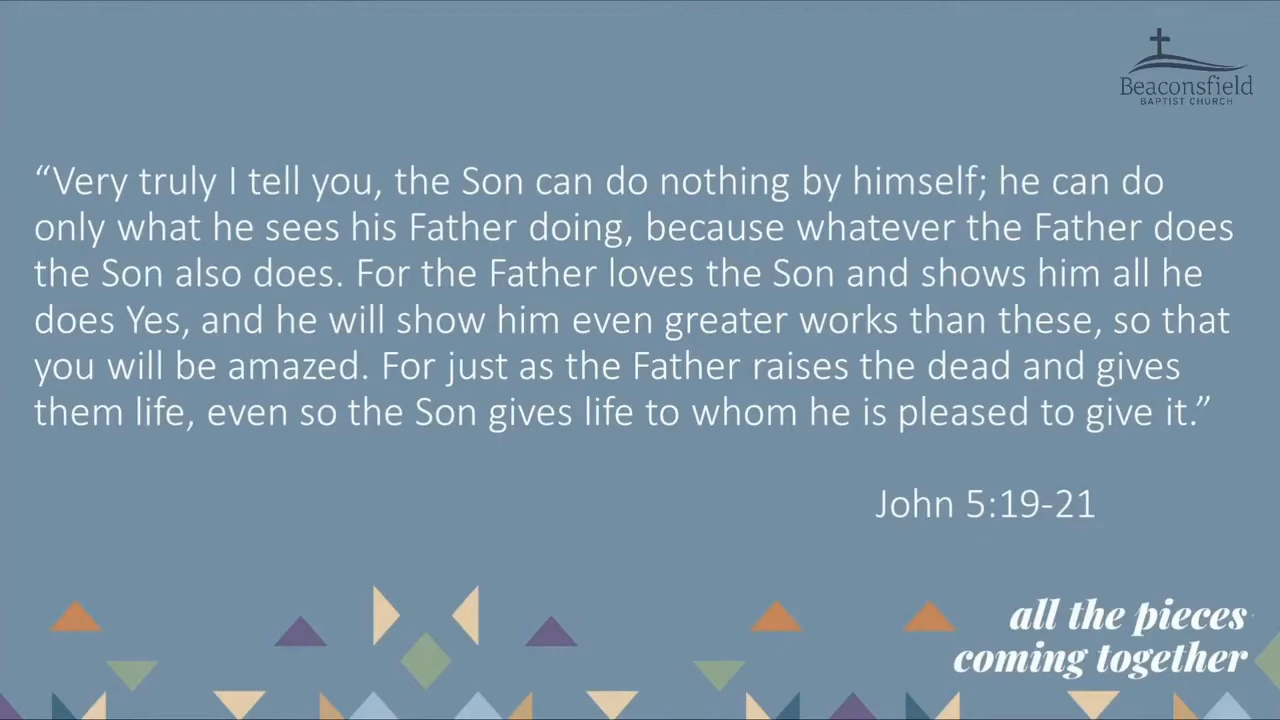 Beaconsfield
BAPTIST CHURCH
“Very truly I tell you, the Son can do nothing by himself; he can do
only what he sees his Father doing, because whatever the Father does
the Son also does. For the Father loves the Son and shows him all he
does Yes, and he will show him even greater works than these, so that
you will be amazed. For just as the Father raises the dead and gives
them life, even so the Son gives life to whom he is pleased to give it.”
John 5:19-21
all the pieces
coming together